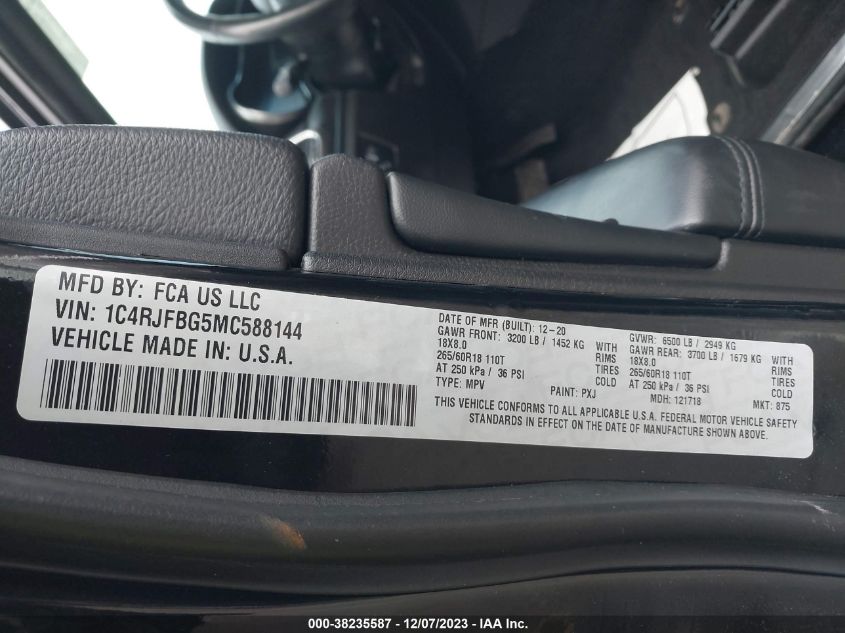 MFD BY: FCA US LLC
VIN: 1C4RJFBG5MC588144
VEHICLE MADE IN: U.S.A.
DATE OF MFR (BUILT): 12-20
GAWR FRONT: 3200 LB / 1452 KG WITH
18X8.0 RIMS
265/60R18 110T TIRES
AT 250 kPa / 36 PSI COLD
TYPE: MPV PAINT: PXJ
GVWR: 6500 LB / 2949 KG
GAWR REAR: 3700 LB / 1679 KG WITH
18X8.0 RIMS
265/60R18 110T TIRES
AT 250 kPa / 36 PSI COLD
MDH: 121718 MKT: 875
THIS VEHICLE CONFORMS TO ALL APPLICABLE U.S.A. FEDERAL MOTOR VEHICLE SAFETY
STANDARDS IN EFFECT ON THE DATE OF MANUFACTURE SHOWN ABOVE.
000-38235587 - 12/07/2023 - IAA Inc.